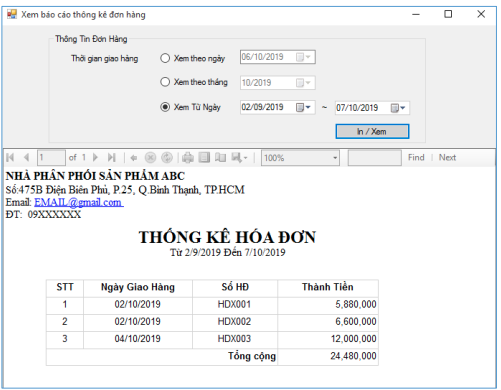 Xem báo cáo thống kê đơn hàng
Thông Tin Đơn Hàng
Thời gian giao hàng Xem theo ngày 06/10/2019
Xem theo tháng 10/2019
Xem Từ Ngày 02/09/2019 ~ 07/10/2019
In / Xem
1 of 1 100% Find | Next
NHÀ PHÂN PHỐI SẢN PHẨM ABC
Số:475B Điện Biên Phủ, P.25, Q.Bình Thạnh, TP.HCM
Email: EMAIL@gmail.com
ĐT: 09XXXXXX
THỐNG KÊ HÓA ĐƠN
Từ 2/9/2019 Đến 7/10/2019
STT Ngày Giao Hàng Số HĐ Thành Tiền
1 02/10/2019 HDX001 5,880,000
2 02/10/2019 HDX002 6,600,000
3 04/10/2019 HDX003 12,000,000
Tổng cộng 24,480,000